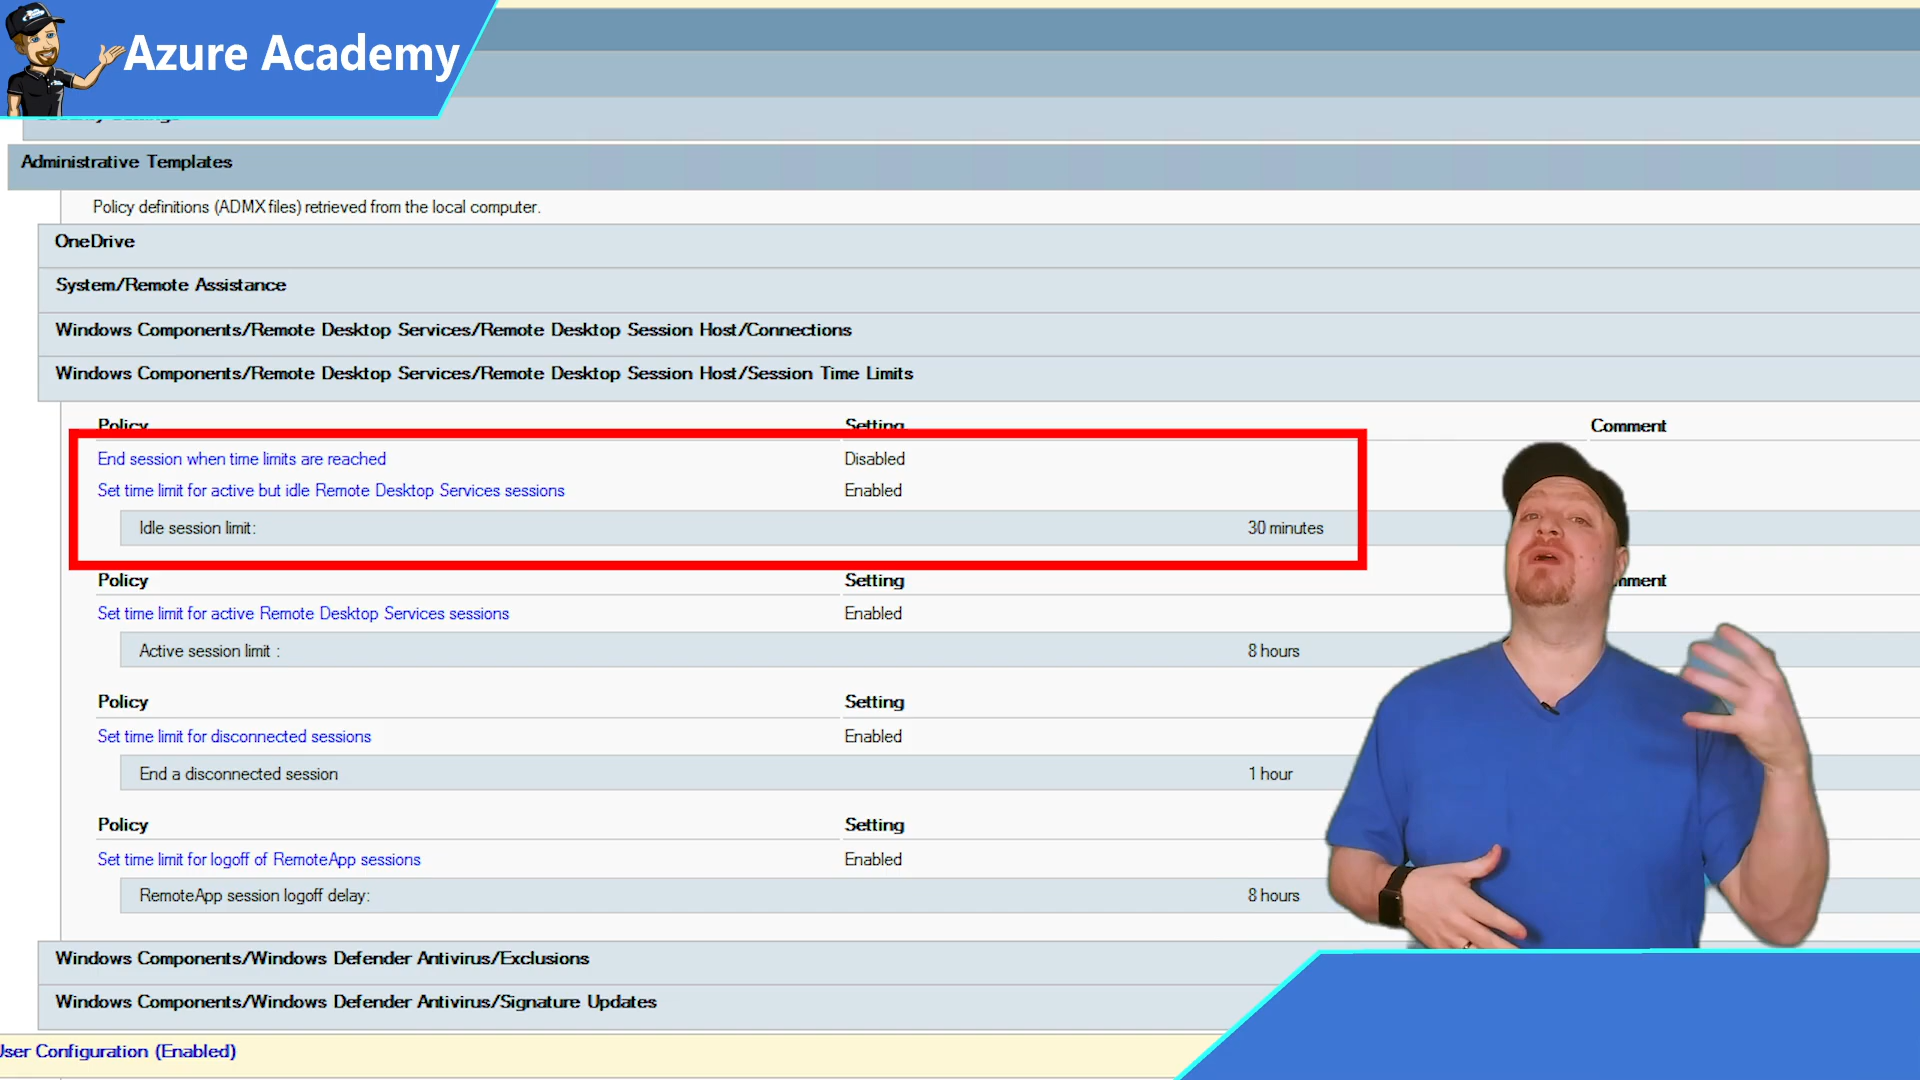 Azure Academy
Administrative Templates
Policy definitions (ADMX files) retrieved from the local computer.
OneDrive
System/Remote Assistance
Windows Components/Remote Desktop Services/Remote Desktop Session Host/Connections
Windows Components/Remote Desktop Services/Remote Desktop Session Host/Session Time Limits
Policy Setting Comment
End session when time limits are reached Disabled
Set time limit for active but idle Remote Desktop Services sessions Enabled
Idle session limit: 30 minutes
Policy Setting
Set time limit for active Remote Desktop Services sessions Enabled
Active session limit : 8 hours
Policy Setting
Set time limit for disconnected sessions Enabled
End a disconnected session 1 hour
Policy Setting
Set time limit for logoff of RemoteApp sessions Enabled
RemoteApp session logoff delay: 8 hours
Windows Components/Windows Defender Antivirus/Exclusions
Windows Components/Windows Defender Antivirus/Signature Updates
User Configuration (Enabled)